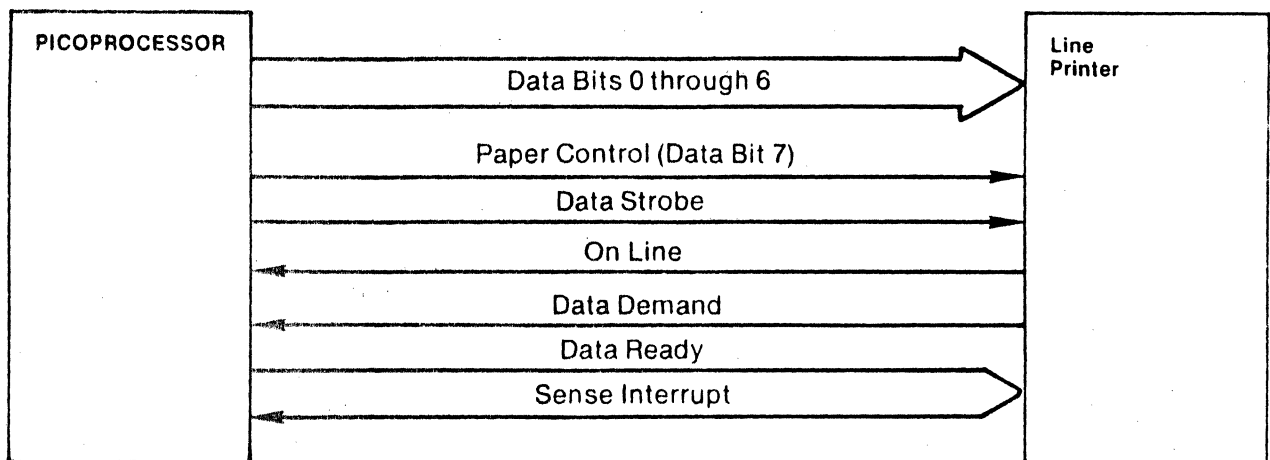 PICOPROCESSOR
Line
Printer
Data Bits 0 through 6
Paper Control (Data Bit 7)
Data Strobe
On Line
Data Demand
Data Ready
Sense Interrupt